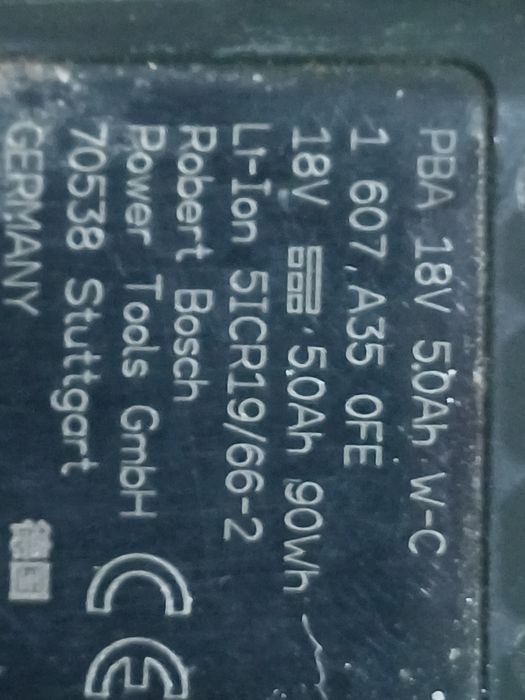 PBA 18V 5.0Ah W-C
1 607 A35 0FE
18V 5.0Ah 90Wh
Li-Ion 5ICR19/66-2
Robert Bosch
Power Tools GmbH
70538 Stuttgart
GERMANY
CE